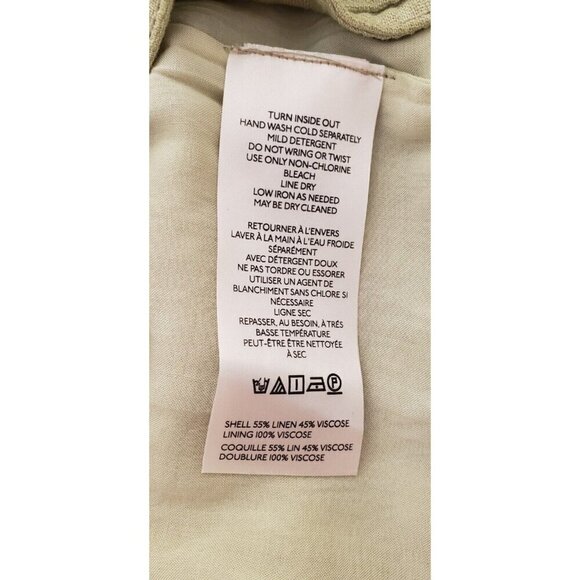 TURN INSIDE OUT
HAND WASH COLD SEPARATELY
MILD DETERGENT
DO NOT WRING OR TWIST
USE ONLY NON-CHLORINE
BLEACH
LINE DRY
LOW IRON AS NEEDED
MAY BE DRY CLEANED
RETOURNER À L'ENVERS
LAVER À LA MAIN À L'EAU FROIDE
SÉPARÉMENT
AVEC DÉTERGENT DOUX
NE PAS TORDRE OU ESSORER
UTILISER UN AGENT DE
BLANCHIMENT SANS CHLORE SI
NÉCESSAIRE
LIGNE SEC
REPASSER, AU BESOIN, À TRÈS
BASSE TEMPÉRATURE
PEUT-ÊTRE ÊTRE NETTOYÉE
À SEC
SHELL 55% LINEN 45% VISCOSE
LINING 100% VISCOSE
COQUILLE 55% LIN 45% VISCOSE
DOUBLURE 100% VISCOSE